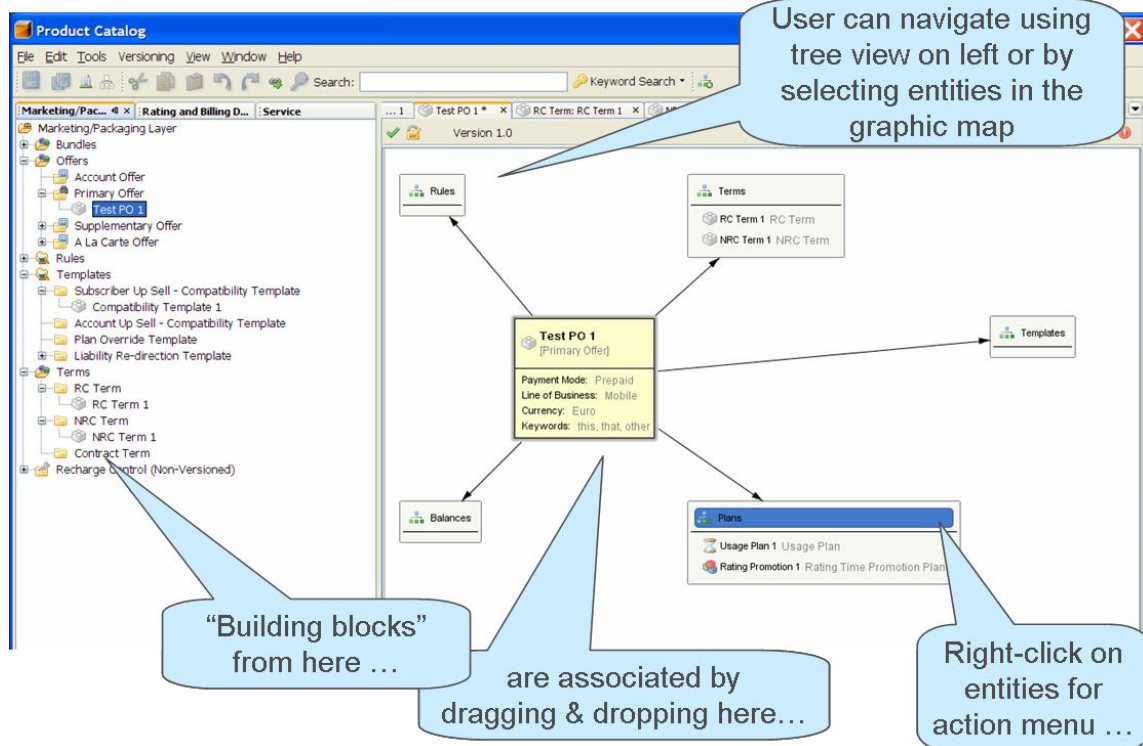 Product Catalog
File Edit Tools Versioning View Window Help
Search:
Keyword Search
User can navigate using
tree view on left or by
selecting entities in the
graphic map
Marketing/Pac...
Rating and Billing D...
Service
Marketing/Packaging Layer
Bundles
Offers
Account Offer
Primary Offer
Test PO 1
Supplementary Offer
A La Carte Offer
Rules
Templates
Subscriber Up Sell - Compatibility Template
Compatibility Template 1
Account Up Sell - Compatibility Template
Plan Override Template
Liability Re-direction Template
Terms
RC Term
RC Term 1
NRC Term
NRC Term 1
Contract Term
Recharge Control (Non-Versioned)
... 1
Test PO 1 *
RC Term: RC Term 1
Version 1.0
Rules
Terms
RC Term 1 RC Term
NRC Term 1 NRC Term
Test PO 1
[Primary Offer]
Payment Mode: Prepaid
Line of Business: Mobile
Currency: Euro
Keywords: this, that, other
Templates
Balances
Plans
Usage Plan 1 Usage Plan
Rating Promotion 1 Rating Time Promotion Plan
“Building blocks”
from here …
are associated by
dragging & dropping here…
Right-click on
entities for
action menu …